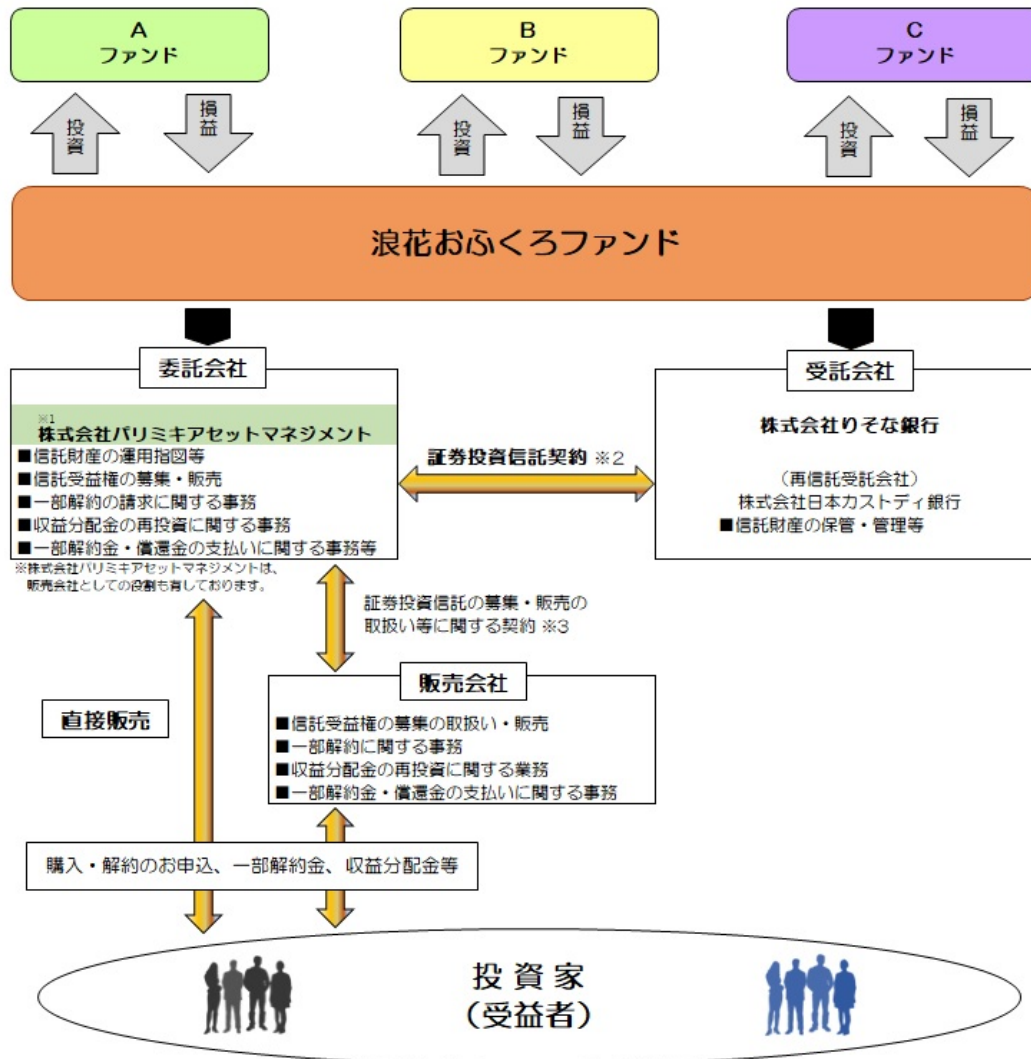 A
ファンド
B
ファンド
C
ファンド
投資
損益
投資
損益
投資
損益
浪花おふくろファンド
委託会社
※1
株式会社パリミキアセットマネジメント
■信託財産の運用指図等
■信託受益権の募集・販売
■一部解約の請求に関する事務
■収益分配金の再投資に関する事務
■一部解約金・償還金の支払いに関する事務等
※株式会社パリミキアセットマネジメントは、
販売会社としての役割も有しております。
証券投資信託契約 ※2
受託会社
株式会社りそな銀行
（再信託受託会社）
株式会社日本カストディ銀行
■信託財産の保管・管理等
証券投資信託の募集・販売の
取扱い等に関する契約 ※3
販売会社
■信託受益権の募集の取扱い・販売
■一部解約に関する事務
■収益分配金の再投資に関する業務
■一部解約金・償還金の支払いに関する事務
直接販売
購入・解約のお申込、一部解約金、収益分配金等
投資家
（受益者）